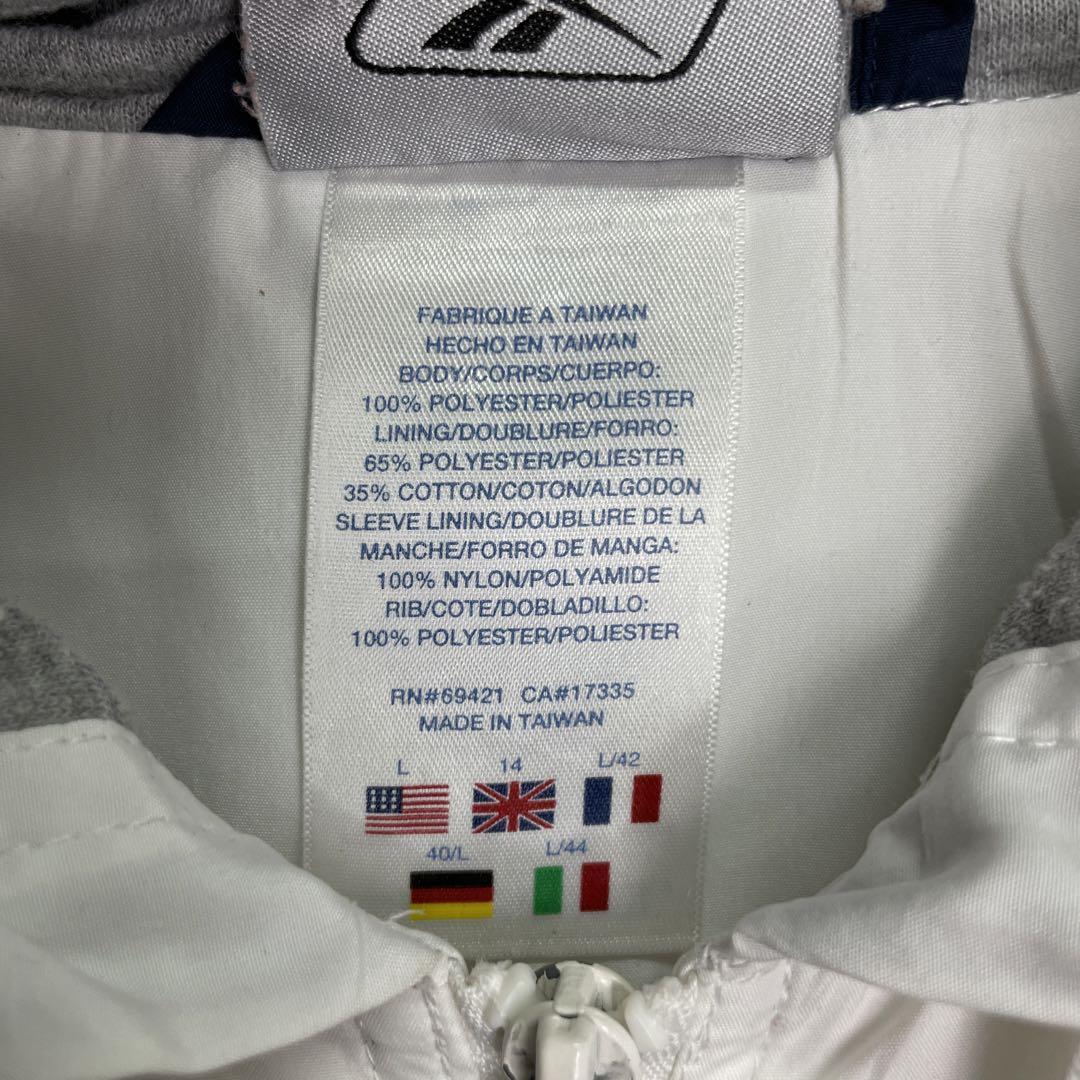 FABRIQUE A TAIWAN
HECHO EN TAIWAN
BODY/CORPS/CUERPO:
100% POLYESTER/POLIESTER
LINING/DOUBLURE/FORRO:
65% POLYESTER/POLIESTER
35% COTTON/COTON/ALGODON
SLEEVE LINING/DOUBLURE DE LA
MANCHE/FORRO DE MANGA:
100% NYLON/POLYAMIDE
RIB/COTE/DOBLADILLO:
100% POLYESTER/POLIESTER
RN#69421 CA#17335
MADE IN TAIWAN
L 14 L/42
40/L L/44